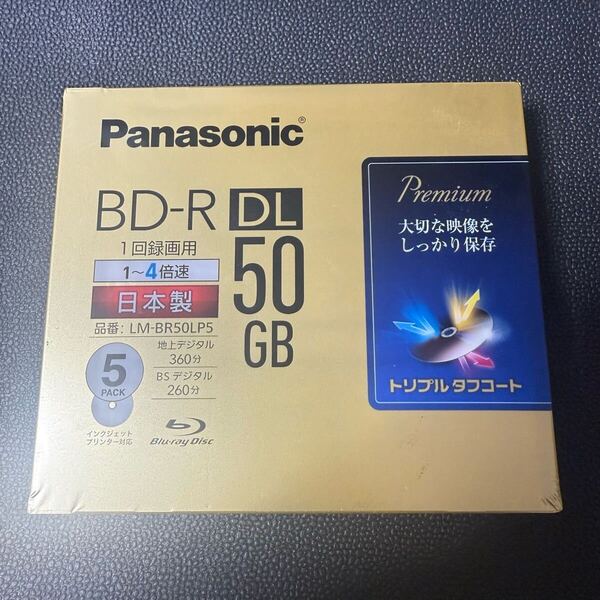 Panasonic®
BD-R DL
1回録画用
1～4倍速
日本製
50
GB
品番: LM-BR50LP5
5
PACK
地上デジタル
360分
BSデジタル
260分
インクジェット
プリンター対応
Blu-ray Disc
Premium
大切な映像を
しっかり保存
トリプル タフコート